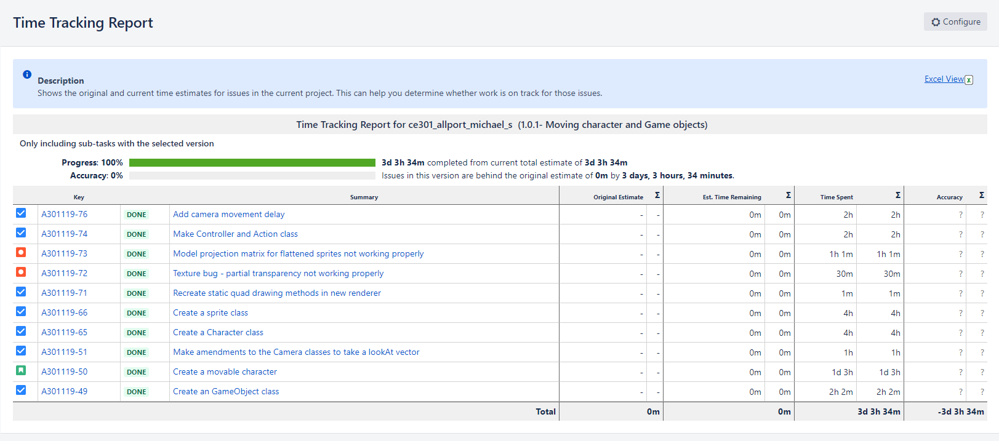 Time Tracking Report
Configure
Description
Excel View
Shows the original and current time estimates for issues in the current project. This can help you determine whether work is on track for those issues.
Time Tracking Report for ce301_allport_michael_s (1.0.1- Moving character and Game objects)
Only including sub-tasks with the selected version
Progress: 100% 3d 3h 34m completed from current total estimate of 3d 3h 34m
Accuracy: 0% Issues in this version are behind the original estimate of 0m by 3 days, 3 hours, 34 minutes.
Key Summary Original Estimate Σ Est. Time Remaining Σ Time Spent Σ Accuracy Σ
A301119-76 DONE Add camera movement delay - - 0m 0m 2h 2h ? ?
A301119-74 DONE Make Controller and Action class - - 0m 0m 2h 2h ? ?
A301119-73 DONE Model projection matrix for flattened sprites not working properly - - 0m 0m 1h 1m 1h 1m ? ?
A301119-72 DONE Texture bug - partial transparency not working properly - - 0m 0m 30m 30m ? ?
A301119-71 DONE Recreate static quad drawing methods in new renderer - - 0m 0m 1m 1m ? ?
A301119-66 DONE Create a sprite class - - 0m 0m 4h 4h ? ?
A301119-65 DONE Create a Character class - - 0m 0m 4h 4h ? ?
A301119-51 DONE Make amendments to the Camera classes to take a lookAt vector - - 0m 0m 1h 1h ? ?
A301119-50 DONE Create a movable character - - 0m 0m 1d 3h 1d 3h ? ?
A301119-49 DONE Create an GameObject class - - 0m 0m 2h 2m 2h 2m ? ?
Total 0m 0m 3d 3h 34m -3d 3h 34m